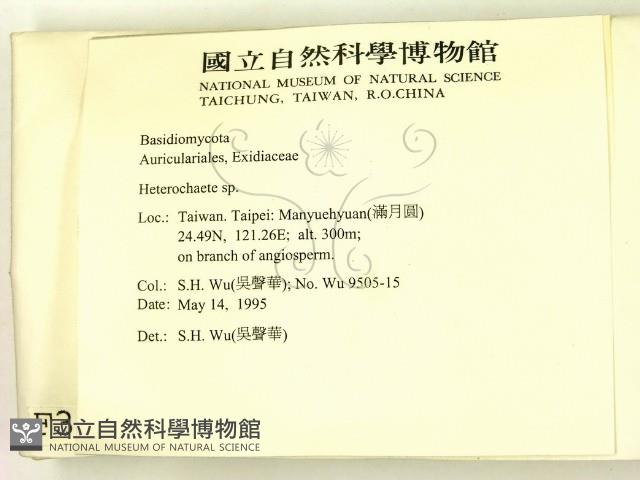 國立自然科學博物館
NATIONAL MUSEUM OF NATURAL SCIENCE
TAICHUNG, TAIWAN, R.O.CHINA
Basidiomycota
Auriculariales, Exidiaceae
Heterochaete sp.
Loc.: Taiwan. Taipei: Manyuehyuan(滿月圓)
24.49N, 121.26E; alt. 300m;
on branch of angiosperm.
Col.: S.H. Wu(吳聲華); No. Wu 9505-15
Date: May 14, 1995
Det.: S.H. Wu(吳聲華)
國立自然科學博物館
NATIONAL MUSEUM OF NATURAL SCIENCE